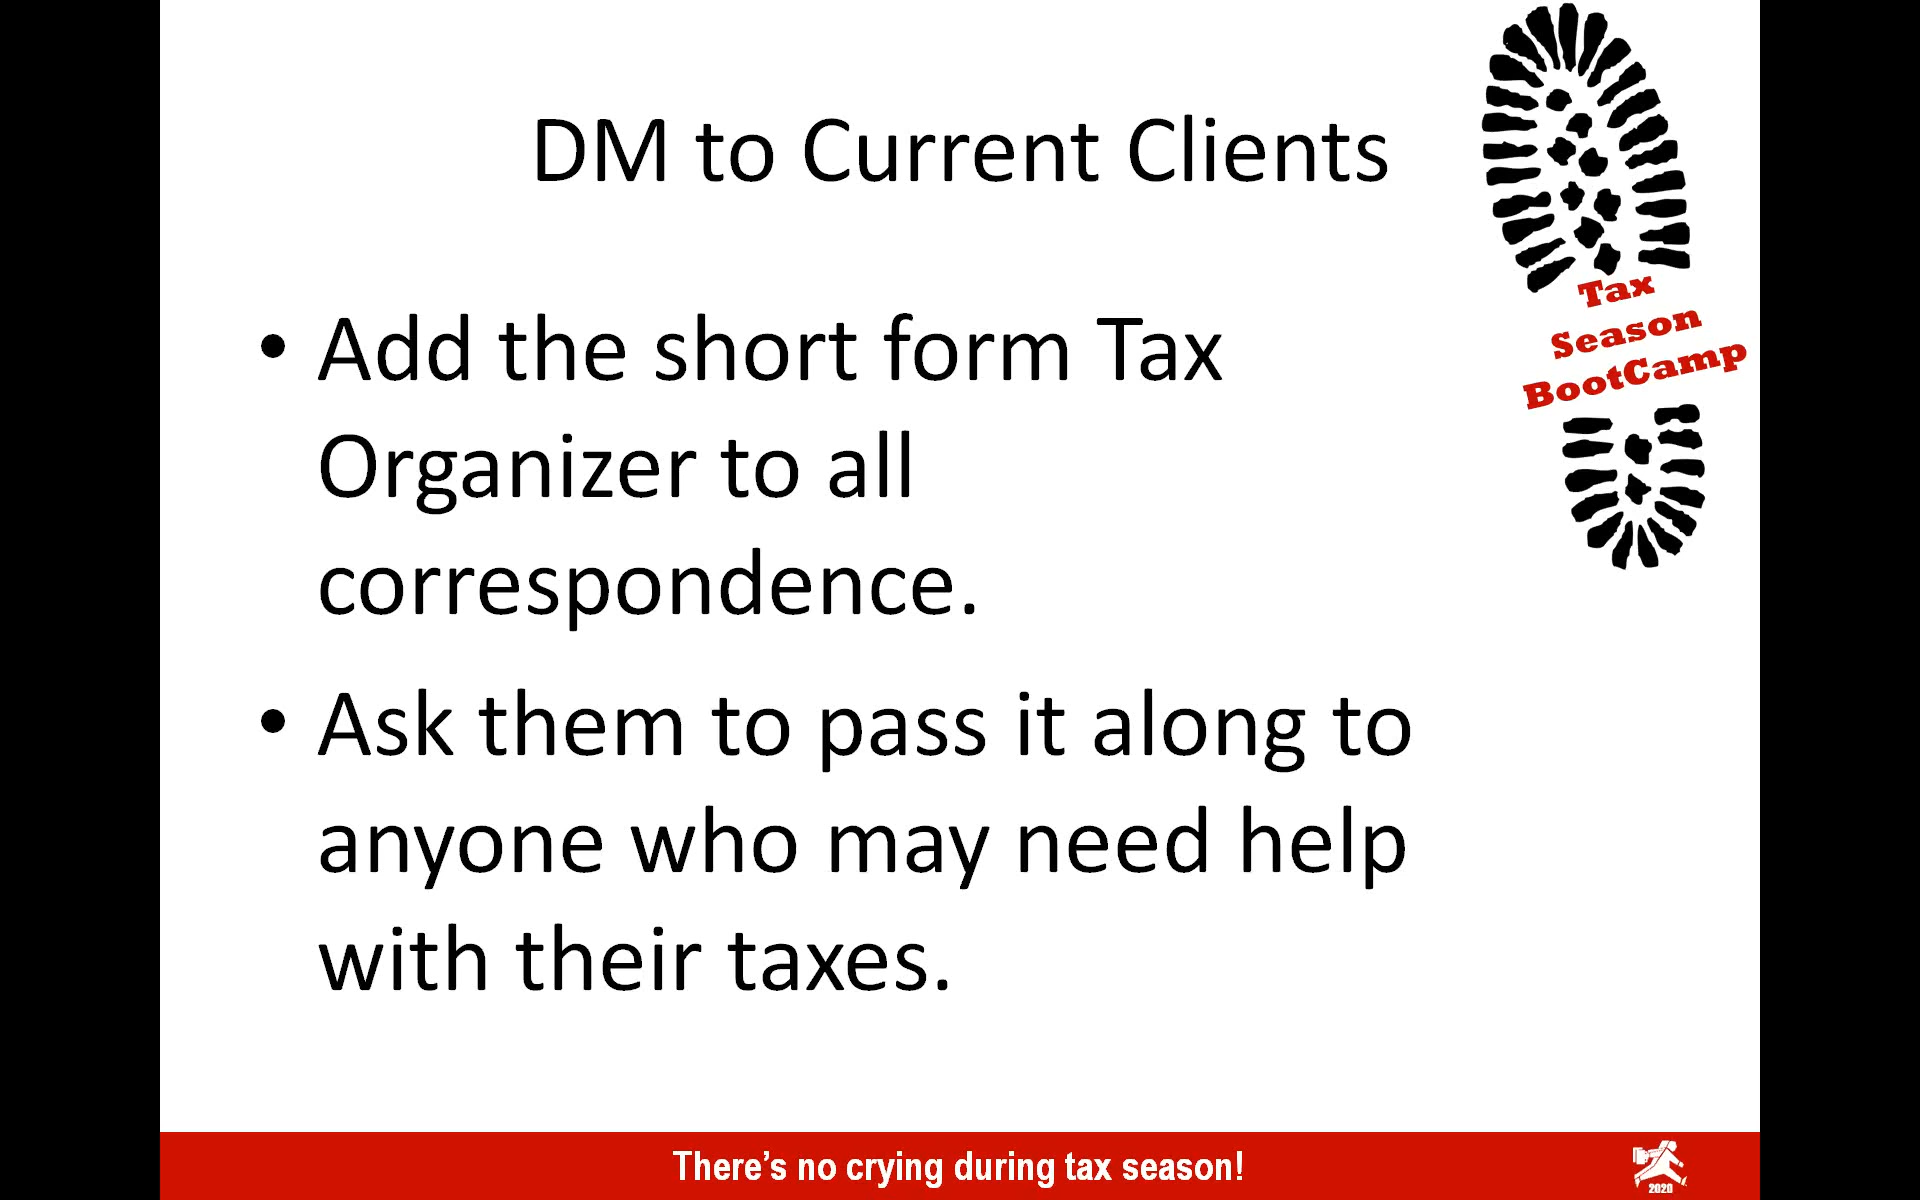 DM to Current Clients
• Add the short form Tax
Organizer to all
correspondence.
• Ask them to pass it along to
anyone who may need help
with their taxes.
Tax
Season
BootCamp
There’s no crying during tax season!
2020